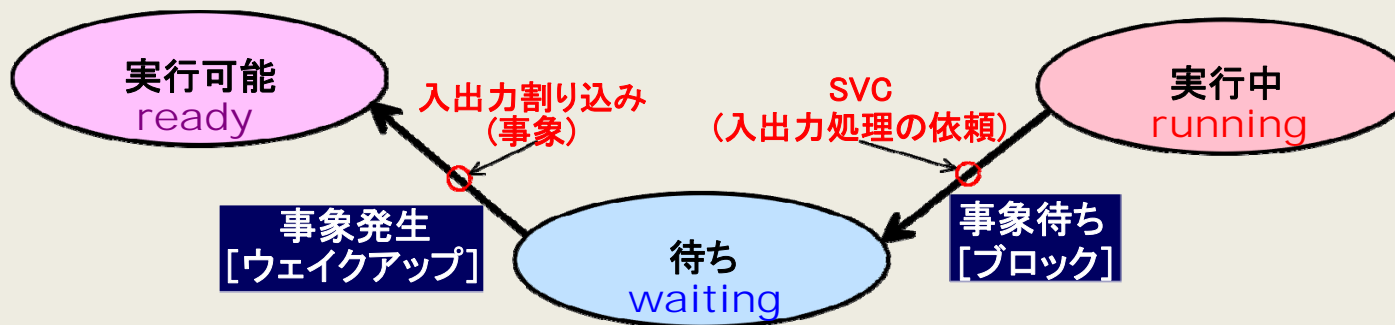 実行可能
ready
入出力割り込み
(事象)
SVC
(入出力処理の依頼)
実行中
running
事象発生
[ウェイクアップ]
待ち
waiting
事象待ち
[ブロック]